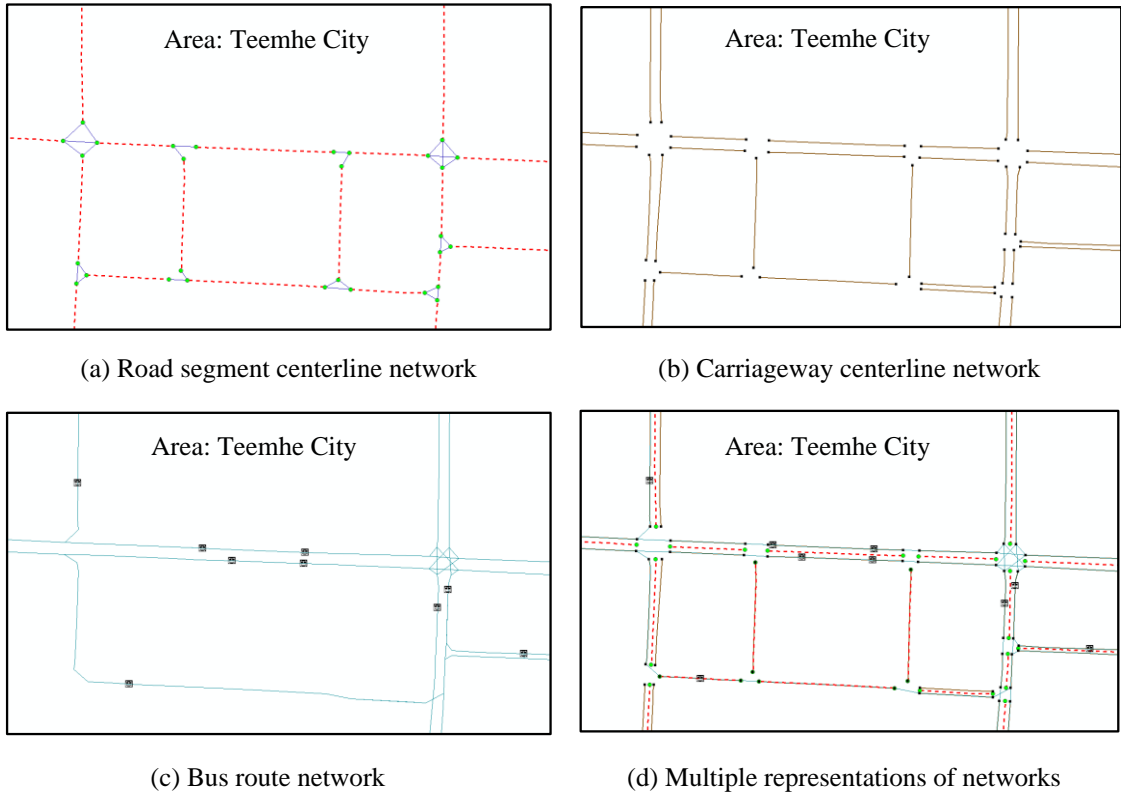 Area: Teemhe City
Area: Teemhe City
(a) Road segment centerline network
(b) Carriageway centerline network
Area: Teemhe City
Area: Teemhe City
(c) Bus route network
(d) Multiple representations of networks